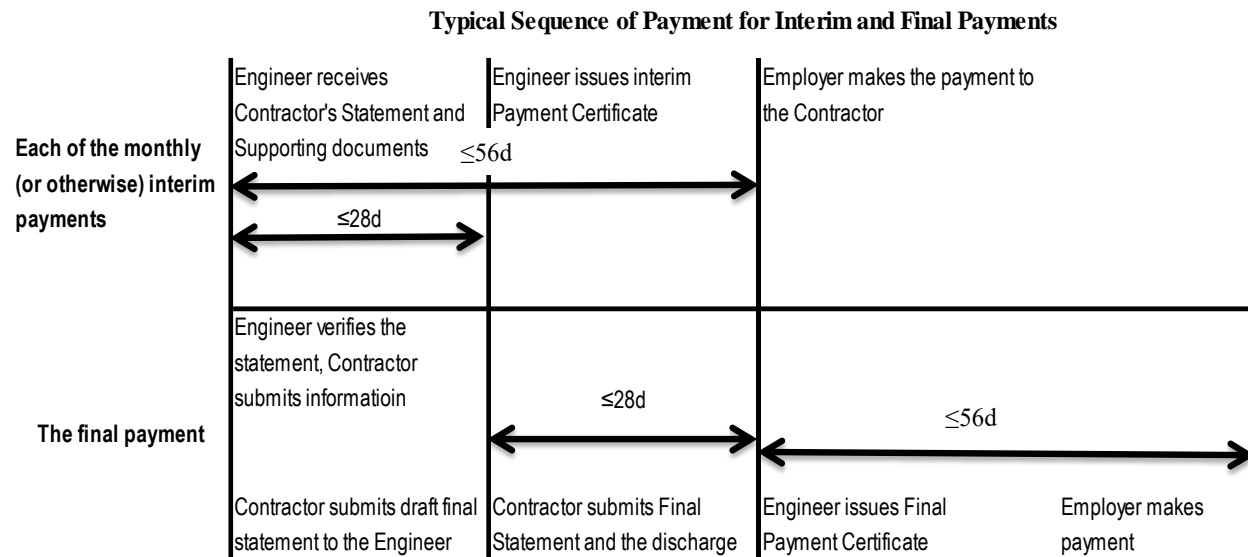 Typical Sequence of Payment for Interim and Final Payments
Engineer receives
Contractor's Statement and
Supporting documents
Engineer issues interim
Payment Certificate
Employer makes the payment to
the Contractor
Each of the monthly
(or otherwise) interim
payments
≤56d
≤28d
Engineer verifies the
statement, Contractor
submits informatioin
The final payment
≤28d
≤56d
Contractor submits draft final
statement to the Engineer
Contractor submits Final
Statement and the discharge
Engineer issues Final
Payment Certificate
Employer makes
payment